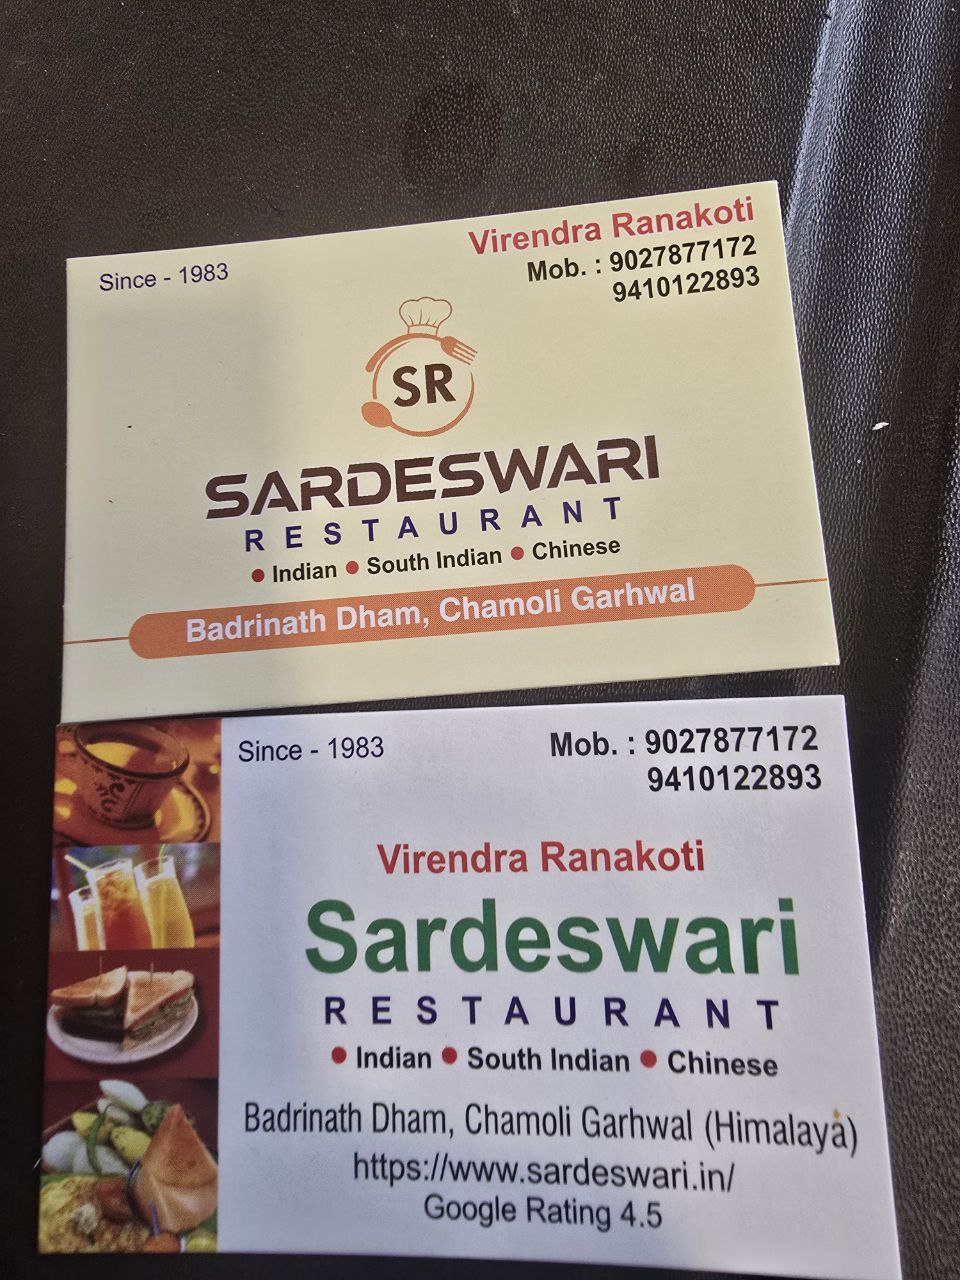 Since - 1983
Virendra Ranakoti
Mob. : 9027877172
9410122893
SR
SARDESWARI
RESTAURANT
• Indian • South Indian • Chinese
Badrinath Dham, Chamoli Garhwal
Since - 1983
Mob. : 9027877172
9410122893
Virendra Ranakoti
Sardeswari
RESTAURANT
• Indian • South Indian • Chinese
Badrinath Dham, Chamoli Garhwal (Himalaya)
https://www.sardeswari.in/
Google Rating 4.5